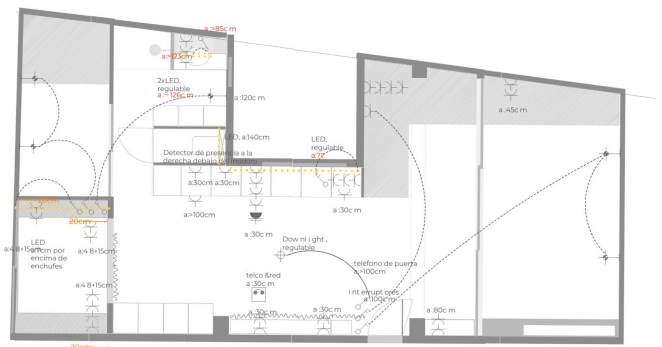 a:>85c m
a:>123cm
2xLED,
regulable
a :~ 126c m
a :120c m
a :45c m
LED, a:140cm
LED,
regulable
a:??
Detector de presencia a la
derecha debajo del inodoro
a:30cm
a:30cm
a :30c m
a:>100cm
20cm
a :30c m
LED
encima de
enchufes
a:4 8+15cm
a:4 8+15cm
Dow nl i ght ,
regulable
teléfono de puerta
a:>100cm
telco &red
a :30c m
a:4 8+15cm
i nt errupt ores
a:100c m
a :30c m
a :30c m
a :80c m
20cm